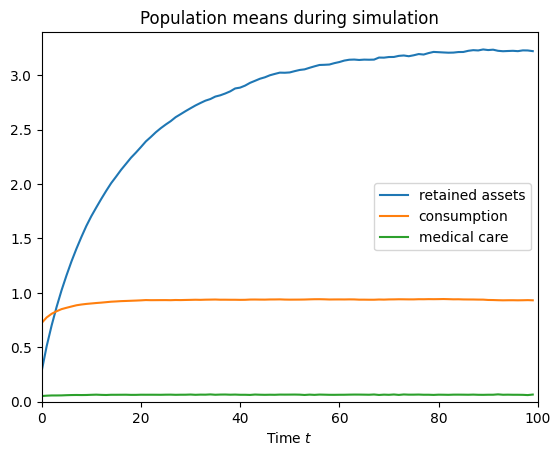 Population means during simulation
3.0
2.5
2.0
1.5
1.0
0.5
0.0
retained assets
consumption
medical care
0 20 40 60 80 100
Time t